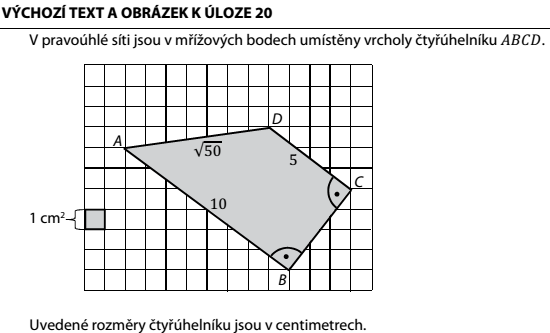 VÝCHOZÍ TEXT A OBRÁZEK K ÚLOZE 20
V pravoúhlé síti jsou v mřížových bodech umístěny vrcholy čtyřúhelníku ABCD.
D
A
√50
5
C
10
1 cm²
B
Uvedené rozměry čtyřúhelníku jsou v centimetrech.